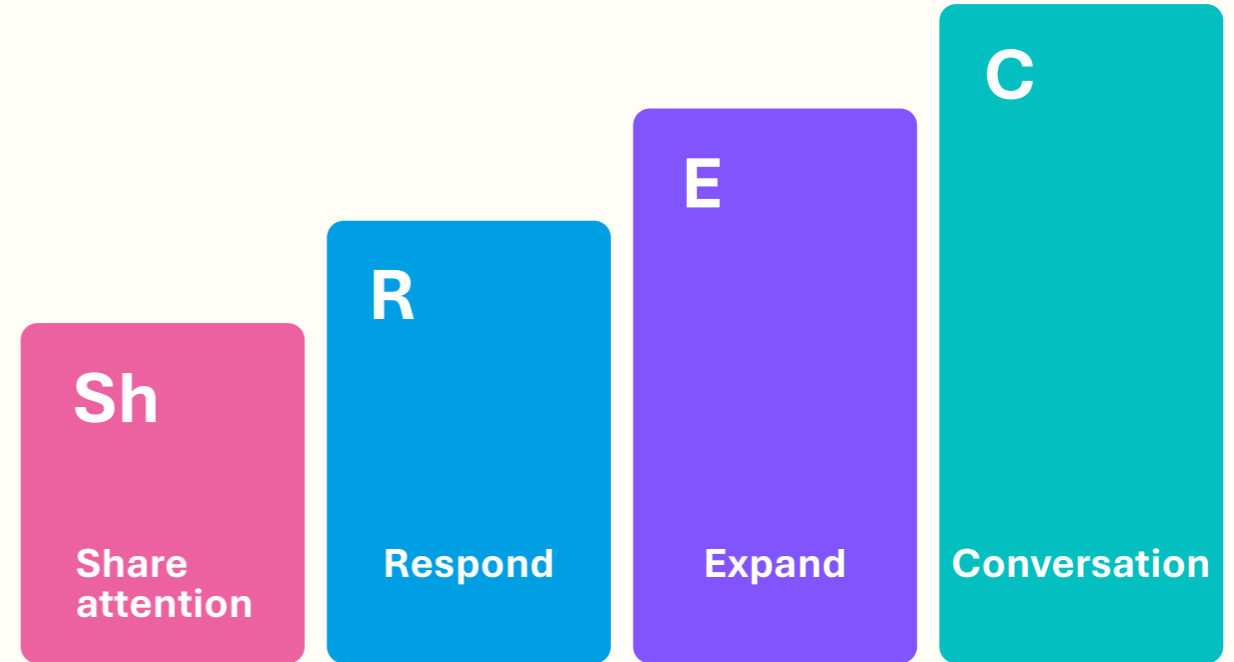 Sh
Share
attention
R
Respond
E
Expand
C
Conversation